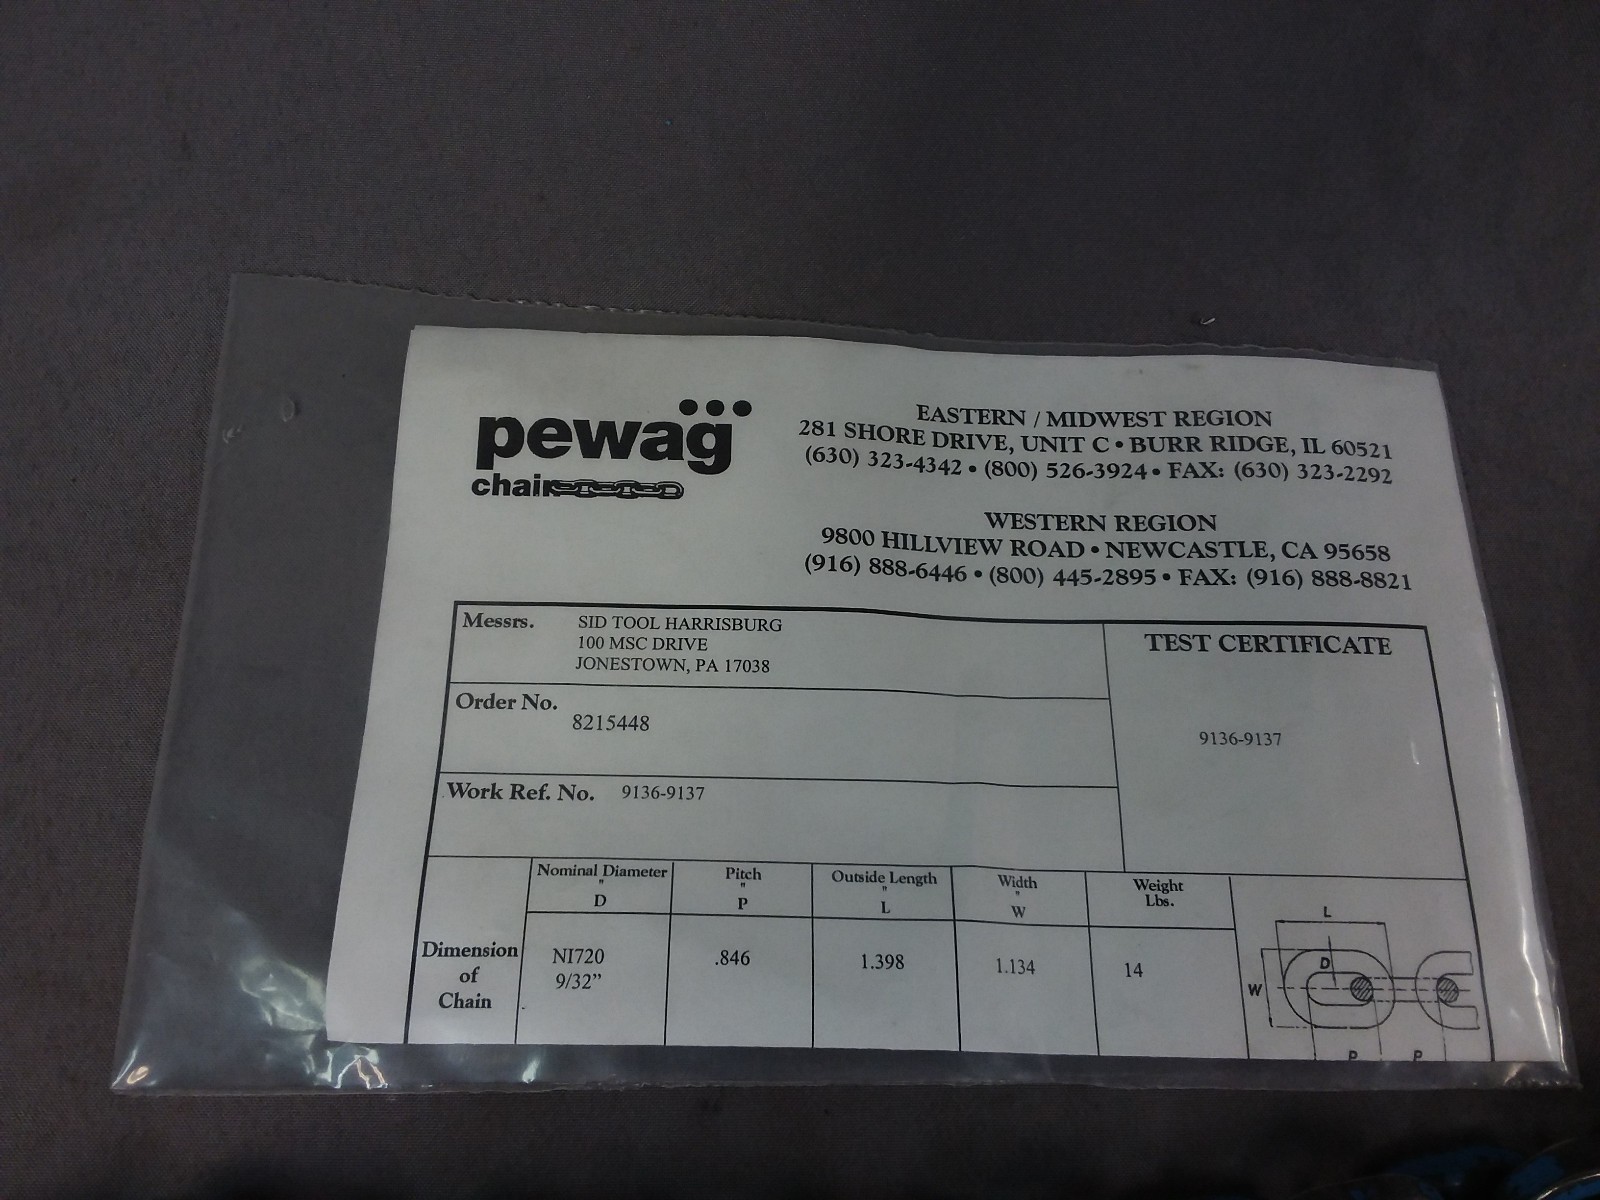 pewag
chain
EASTERN / MIDWEST REGION
281 SHORE DRIVE, UNIT C • BURR RIDGE, IL 60521
(630) 323-4342 • (800) 526-3924 • FAX: (630) 323-2292
WESTERN REGION
9800 HILLVIEW ROAD • NEWCASTLE, CA 95658
(916) 888-6446 • (800) 445-2895 • FAX: (916) 888-8821
Messrs. SID TOOL HARRISBURG
100 MSC DRIVE
JONESTOWN, PA 17038
TEST CERTIFICATE
9136-9137
Order No.
8215448
Work Ref. No. 9136-9137
Nominal Diameter
"
D
Pitch
"
P
Outside Length
"
L
Width
"
W
Weight
Lbs.
Dimension
of
Chain
NI720
9/32”
.846
1.398
1.134
14
L
D
W
P P